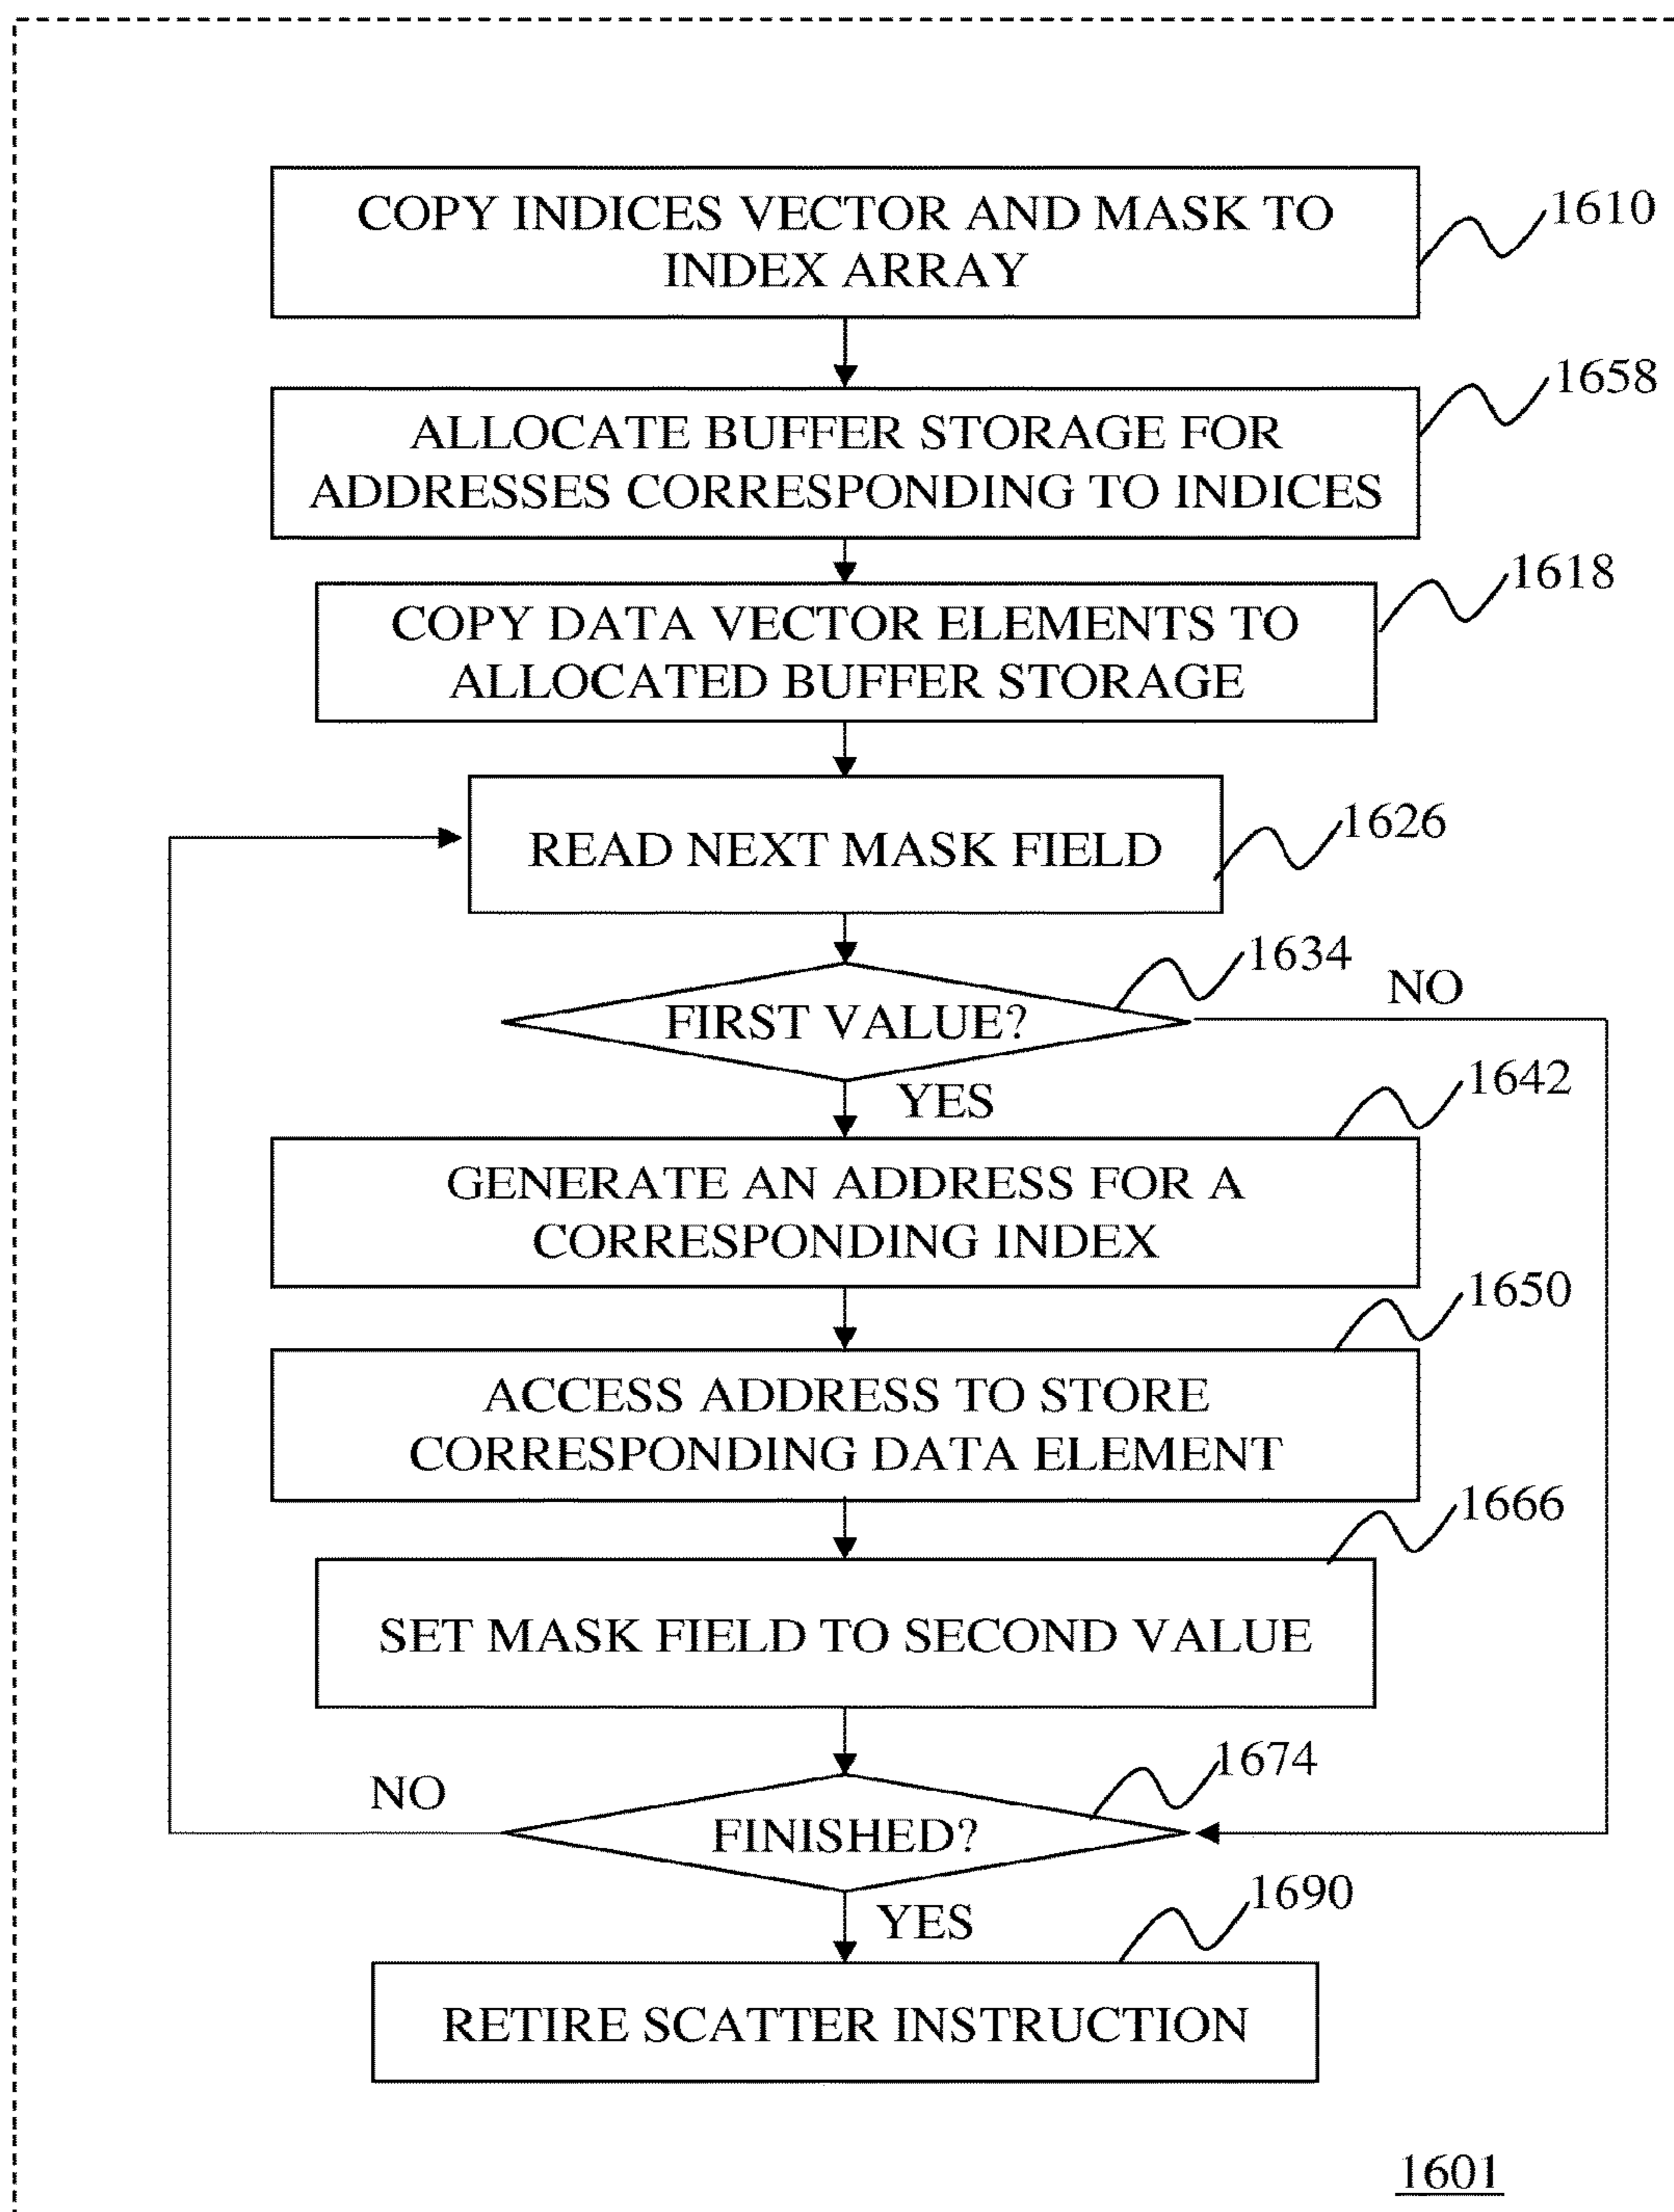 COPY INDICES VECTOR AND MASK TO
INDEX ARRAY
1610
ALLOCATE BUFFER STORAGE FOR
ADDRESSES CORRESPONDING TO INDICES
1658
COPY DATA VECTOR ELEMENTS TO
ALLOCATED BUFFER STORAGE
1618
READ NEXT MASK FIELD
1626
FIRST VALUE?
1634
NO
YES
GENERATE AN ADDRESS FOR A
CORRESPONDING INDEX
1642
ACCESS ADDRESS TO STORE
CORRESPONDING DATA ELEMENT
1650
SET MASK FIELD TO SECOND VALUE
1666
FINISHED?
1674
NO
YES
RETIRE SCATTER INSTRUCTION
1690
1601